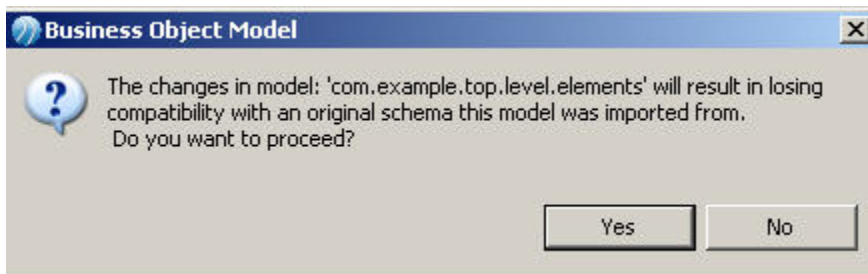 Business Object Model
The changes in model: 'com.example.top.level.elements' will result in losing
compatibility with an original schema this model was imported from.
Do you want to proceed?
Yes No